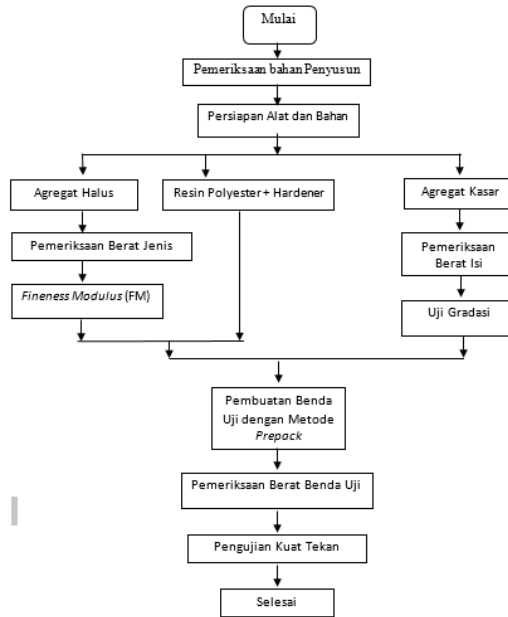 Mulai
Pemeriksaan bahan Penyusun
Persiapan Alat dan Bahan
Agregat Halus
Resin Polyester + Hardener
Agregat Kasar
Pemeriksaan Berat Jenis
Pemeriksaan
Berat Isi
Fineness Modulus (FM)
Uji Gradasi
Pembuatan Benda
Uji dengan Metode
Prepack
Pemeriksaan Berat Benda Uji
Pengujian Kuat Tekan
Selesai